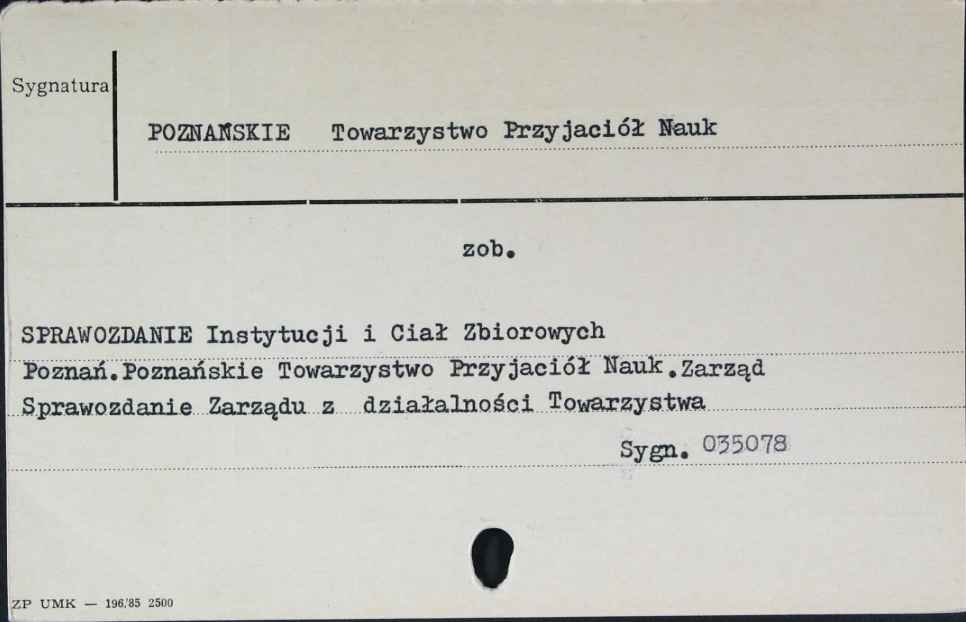 Sygnatura
POZNAŃSKIE Towarzystwo Przyjaciół Nauk
zob.
SPRAWOZDANIE Instytucji i Ciał Zbiorowych
Poznań.Poznańskie Towarzystwo Przyjaciół Nauk.Zarząd
Sprawozdanie Zarządu z działalności Towarzystwa
Sygn. 035078
ZP UMK — 196/85 2500